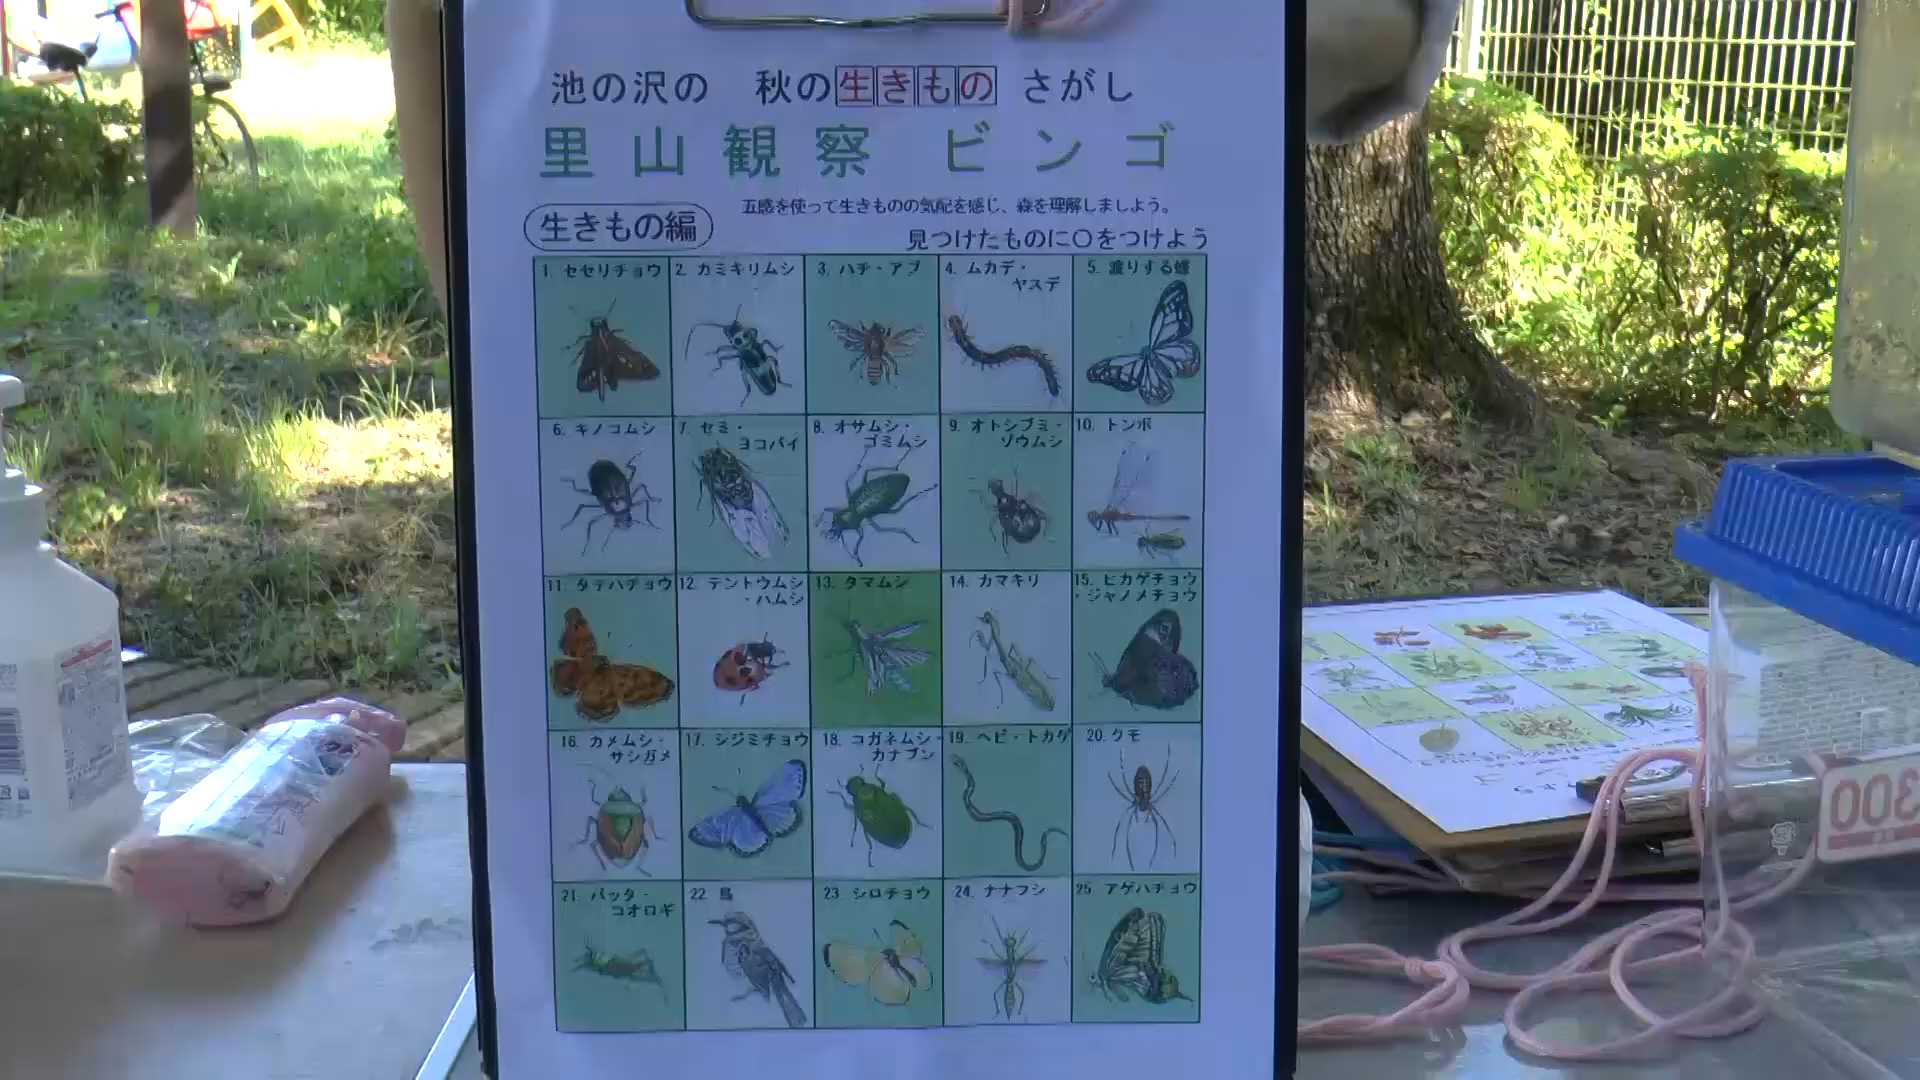 池の沢の 秋の生きもの さがし
里山観察 ビンゴ
五感を使って生きものの気配を感じ、森を理解しましょう。
生きもの編
見つけたものに○をつけよう
1. セセリチョウ
2. カミキリムシ
3. ハチ・アブ
4. ムカデ・
ヤスデ
5. 渡りする蝶
6. キノコムシ
7. セミ・
ヨコバイ
8. オサムシ・
ゴミムシ
9. オトシブミ・
ゾウムシ
10. トンボ
11. タテハチョウ
12. テントウムシ
・ハムシ
13. タマムシ
14. カマキリ
15. ヒカゲチョウ
・ジャノメチョウ
16. カメムシ・
サシガメ
17. シジミチョウ
18. コガネムシ・
カナブン
19. ヘビ・トカゲ
20. クモ
21. バッタ・
コオロギ
22 鳥
23. シロチョウ
24. ナナフシ
25. アゲハチョウ
300